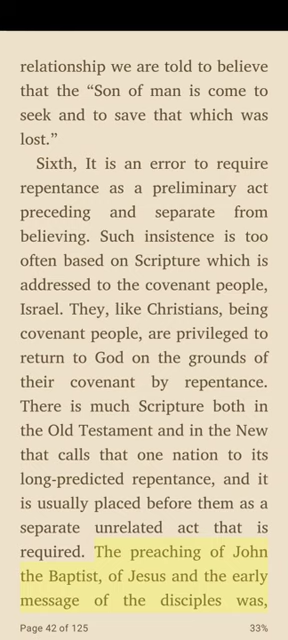 relationship we are told to believe
that the “Son of man is come to
seek and to save that which was
lost.”
Sixth, It is an error to require
repentance as a preliminary act
preceding and separate from
believing. Such insistence is too
often based on Scripture which is
addressed to the covenant people,
Israel. They, like Christians, being
covenant people, are privileged to
return to God on the grounds of
their covenant by repentance.
There is much Scripture both in
the Old Testament and in the New
that calls that one nation to its
long-predicted repentance, and it
is usually placed before them as a
separate unrelated act that is
required. The preaching of John
the Baptist, of Jesus and the early
message of the disciples was,
Page 42 of 125
33%